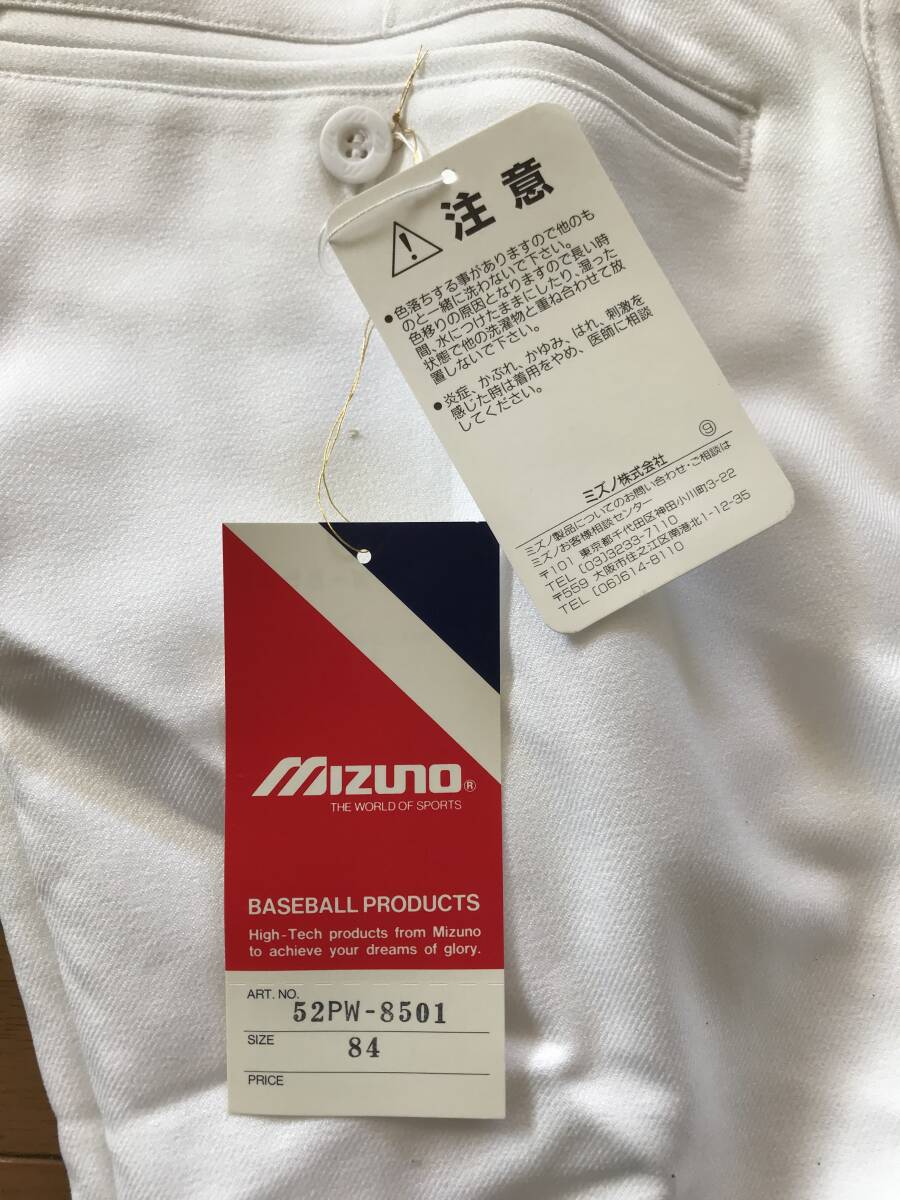 注意
●色落ちする事がありますので他のも
のと一緒に洗わないで下さい。
色移りの原因となりますので長い時
間、水につけたままにしたり、湿った
状態で他の洗濯物と重ね合わせて放
置しないで下さい。
●炎症、かぶれ、かゆみ、はれ、刺激を
感じた時は着用をやめ、医師に相談
してください。
⑨
ミズノ株式会社
ミズノ製品についてのお問い合わせ・ご相談は
ミズノお客様相談センター
〒101 東京都千代田区神田小川町3-22
TEL (03)3233-7110
〒559 大阪市住之江区南港北1-12-35
TEL (06)614-8110
MIZUNO®
THE WORLD OF SPORTS
BASEBALL PRODUCTS
High-Tech products from Mizuno
to achieve your dreams of glory.
ART. NO. 52PW-8501
SIZE 84
PRICE